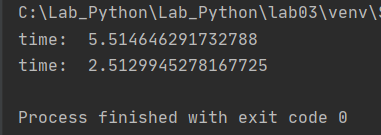 C:\Lab_Python\Lab_Python\lab03\venv\
time:  5.514646291732788
time:  2.5129945278167725
Process finished with exit code 0